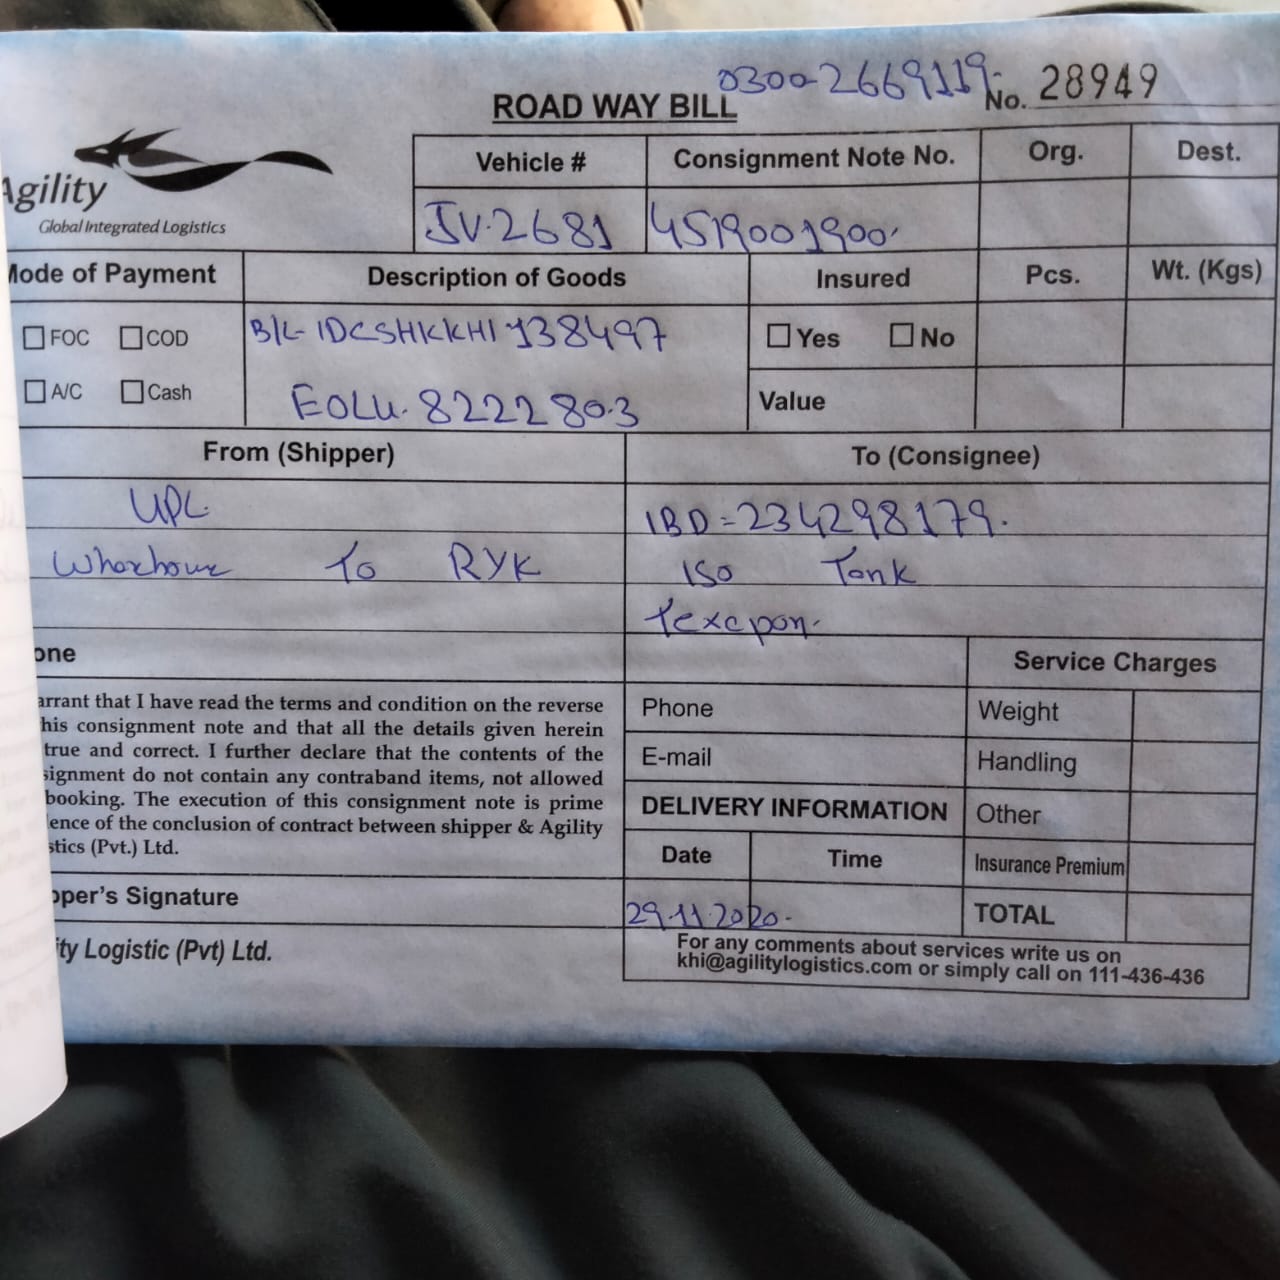 0300-2669119
ROAD WAY BILL No. 28949
Agility
Global Integrated Logistics
Vehicle # Consignment Note No. Org. Dest.
JV-2681 4519001900
Mode of Payment Description of Goods Insured Pcs. Wt. (Kgs)
FOC COD B/L- IDCSHKKHI 138497 Yes No
A/C Cash EOLU. 8222803 Value
From (Shipper) To (Consignee)
UPL IBD = 234298179.
To RYK ISO Tank
Texapon.
one Service Charges
arrant that I have read the terms and condition on the reverse
his consignment note and that all the details given herein
true and correct. I further declare that the contents of the
signment do not contain any contraband items, not allowed
booking. The execution of this consignment note is prime
ence of the conclusion of contract between shipper & Agility
stics (Pvt.) Ltd.
Phone Weight
E-mail Handling
DELIVERY INFORMATION Other
Date Time Insurance Premium
pper's Signature 29.11.2020. TOTAL
ity Logistic (Pvt) Ltd.
For any comments about services write us on
khi@agilitylogistics.com or simply call on 111-436-436